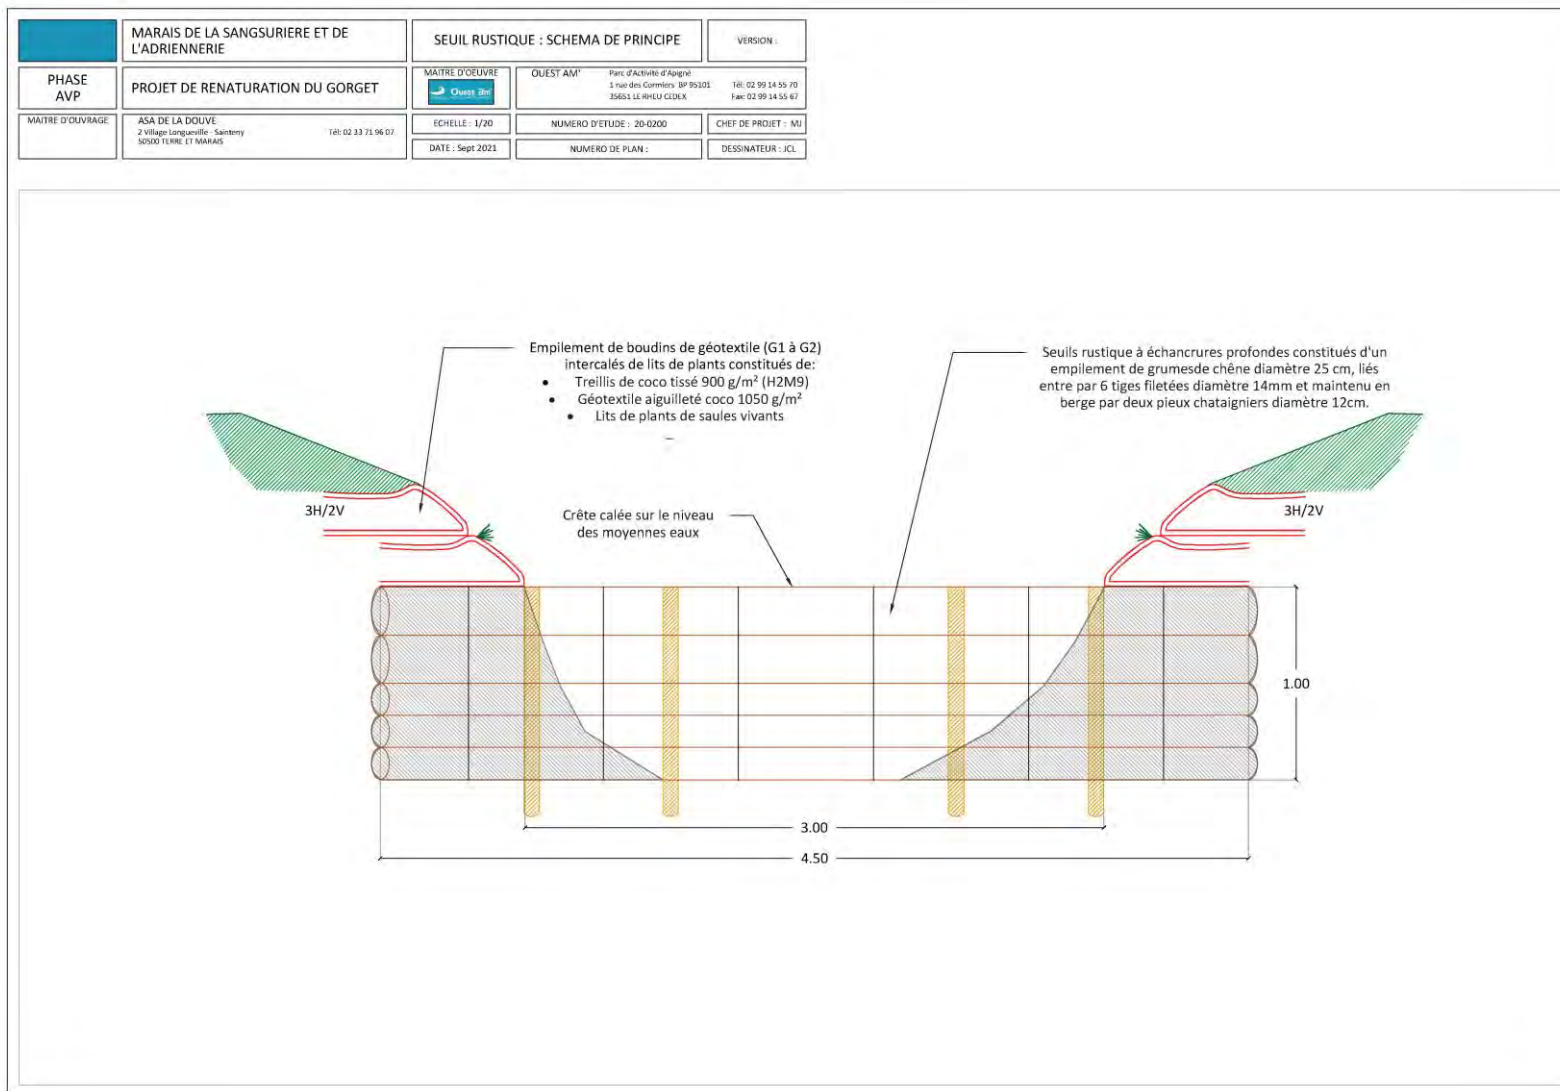 MARAIS DE LA SANGSURIERE ET DE
L'ADRIENNERIE
SEUIL RUSTIQUE : SCHEMA DE PRINCIPE
VERSION :
PHASE
AVP
PROJET DE RENATURATION DU GORGET
MAITRE D'OEUVRE
Ouest am'
OUEST AM'
Parc d'Activité d'Apigné
1 rue des Cormiers BP 95101
35651 LE RHEU CEDEX
Tél: 02 99 14 55 70
Fax: 02 99 14 55 67
MAITRE D'OUVRAGE
ASA DE LA DOUVE
2 Village Longueville - Sainteny
50500 TERRE ET MARAIS
Tél: 02 33 71 96 07
ECHELLE : 1/20
NUMERO D'ETUDE : 20-0200
CHEF DE PROJET : MJ
DATE : Sept 2021
NUMERO DE PLAN :
DESSINATEUR : JCL
Empilement de boudins de géotextile (G1 à G2)
intercalés de lits de plants constitués de:
• Treillis de coco tissé 900 g/m² (H2M9)
• Géotextile aiguilleté coco 1050 g/m²
• Lits de plants de saules vivants
Seuils rustique à échancrures profondes constitués d'un
empilement de grumesde chêne diamètre 25 cm, liés
entre par 6 tiges filetées diamètre 14mm et maintenu en
berge par deux pieux chataigniers diamètre 12cm.
3H/2V
Crête calée sur le niveau
des moyennes eaux
3H/2V
1.00
3.00
4.50